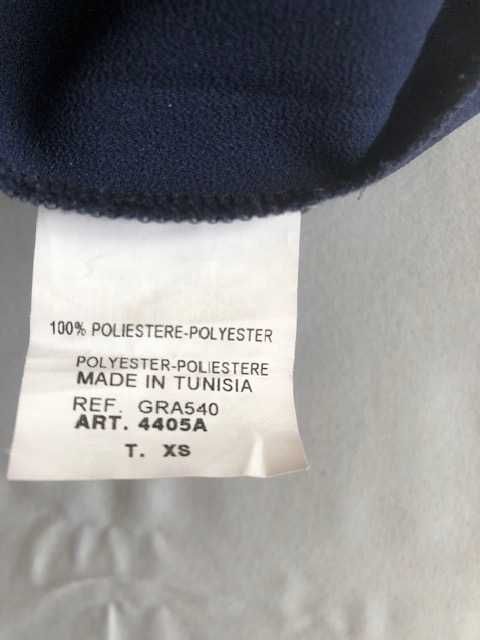 100% POLIESTERE-POLYESTER
POLYESTER-POLIESTERE
MADE IN TUNISIA
REF. GRA540
ART. 4405A
T. XS